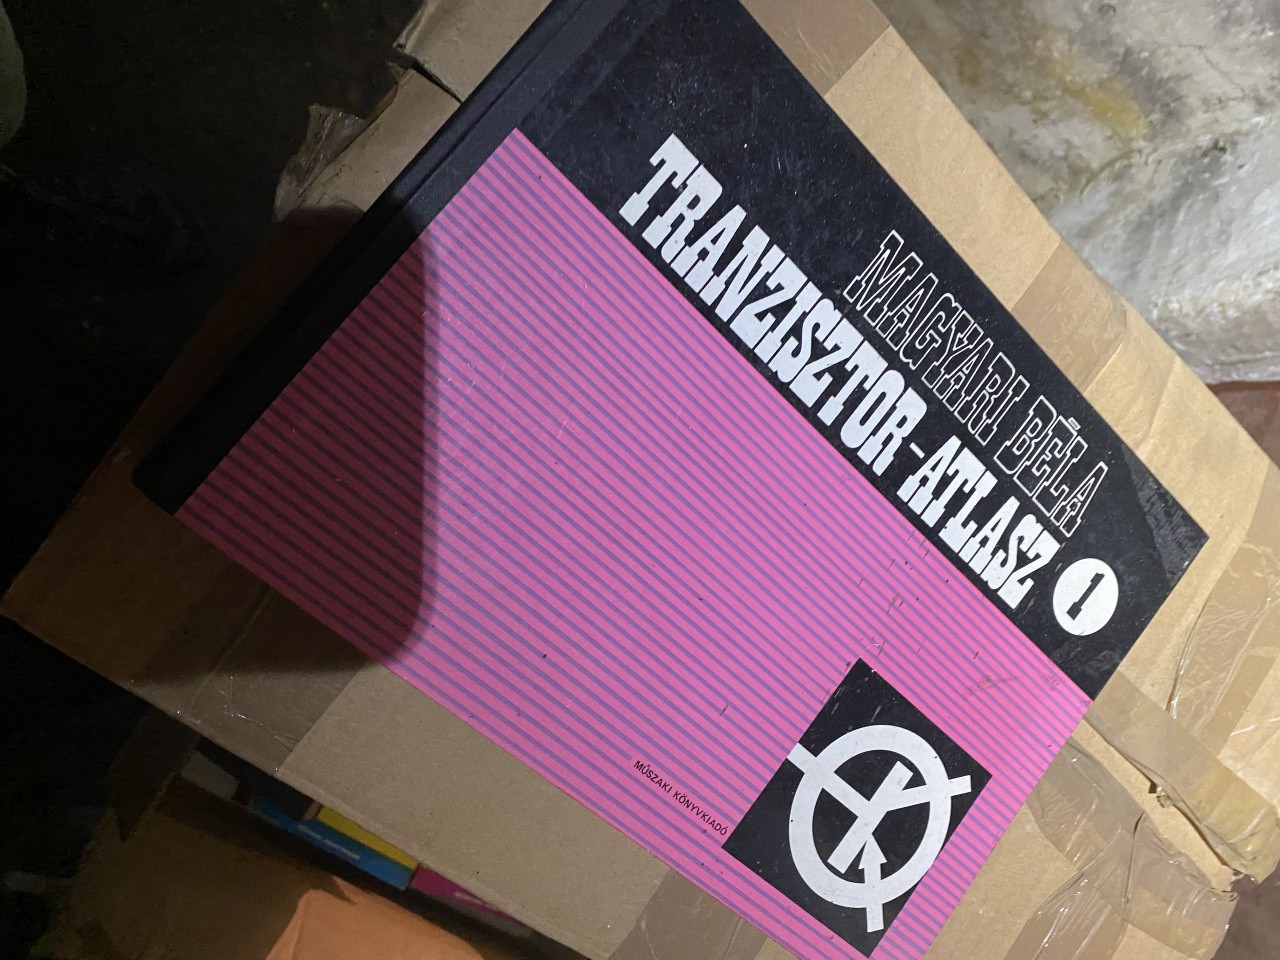 MAGYARI BÉLA
TRANZISZTOR-ATLASZ
1
MŰSZAKI KÖNYVKIADÓ